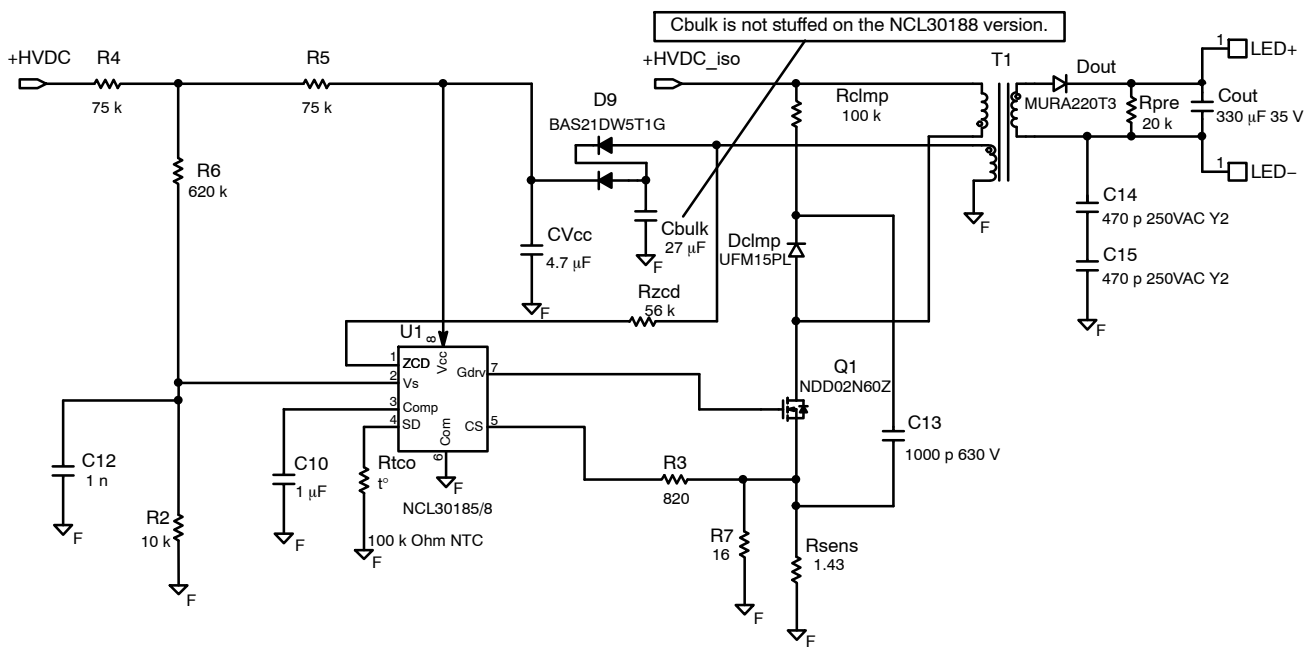 Cbulk is not stuffed on the NCL30188 version.
+HVDC
R4
75 k
R5
75 k
+HVDC_iso
T1
Dout
MURA220T3
1
LED+
Rpre
20 k
Cout
330 μF 35 V
1
LED−
Rclmp
100 k
D9
BAS21DW5T1G
R6
620 k
CVcc
4.7 μF
F
Cbulk
27 μF
F
F
Dclmp
UFM15PL
C14
470 p 250VAC Y2
C15
470 p 250VAC Y2
F
Rzcd
56 k
U1
8
Vcc
1
ZCD
2
Vs
3
Comp
4
SD
Gdrv
7
CS
5
Com
6
F
NCL30185/8
Q1
NDD02N60Z
C13
1000 p 630 V
C12
1 n
F
C10
1 μF
F
Rtco
t°
100 k Ohm NTC
F
R3
820
R2
10 k
F
R7
16
F
Rsens
1.43
F